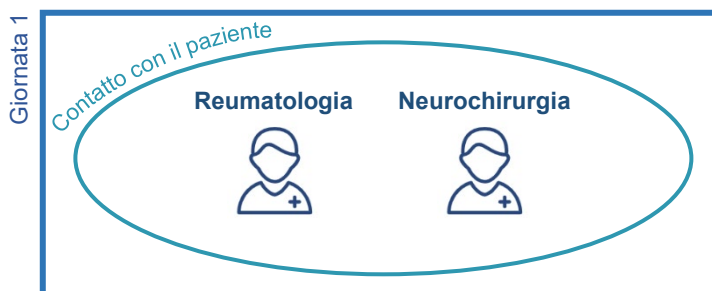 Giornata 1
Contatto con il paziente
Reumatologia
Neurochirurgia